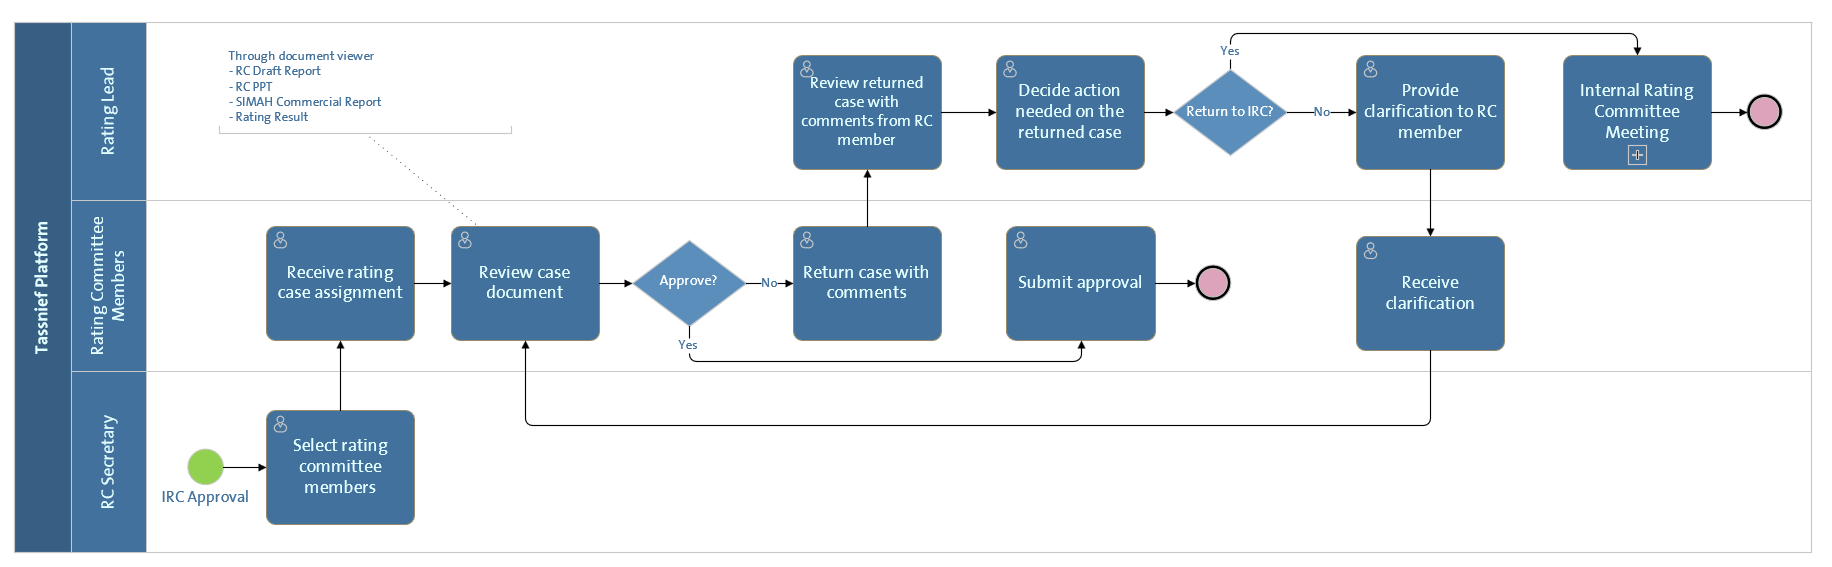 Tassnief Platform
Rating Lead
Through document viewer
- RC Draft Report
- RC PPT
- SIMAH Commercial Report
- Rating Result
Review returned
case with
comments from RC
member
Decide action
needed on the
returned case
Return to IRC?
Yes
No
Provide
clarification to RC
member
Internal Rating
Committee
Meeting
Rating Committee
Members
Receive rating
case assignment
Review case
document
Approve?
No
Yes
Return case with
comments
Submit approval
Receive
clarification
RC Secretary
IRC Approval
Select rating
committee
members